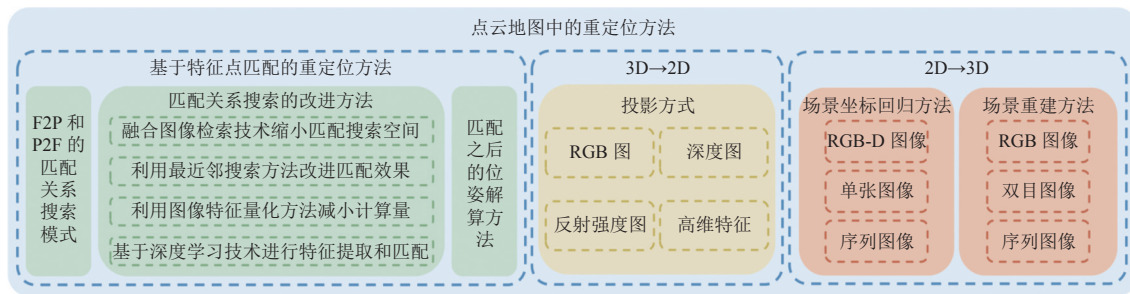 点云地图中的重定位方法
基于特征点匹配的重定位方法
F2P 和
P2F 的
匹配
关系
搜索
模式
匹配关系搜索的改进方法
融合图像检索技术缩小匹配搜索空间
利用最近邻搜索方法改进匹配效果
利用图像特征量化方法减小计算量
基于深度学习技术进行特征提取和匹配
匹配
之后
的位
姿解
算方
法
3D→2D
投影方式
RGB 图
深度图
反射强度图
高维特征
2D→3D
场景坐标回归方法
RGB-D 图像
单张图像
序列图像
场景重建方法
RGB 图像
双目图像
序列图像